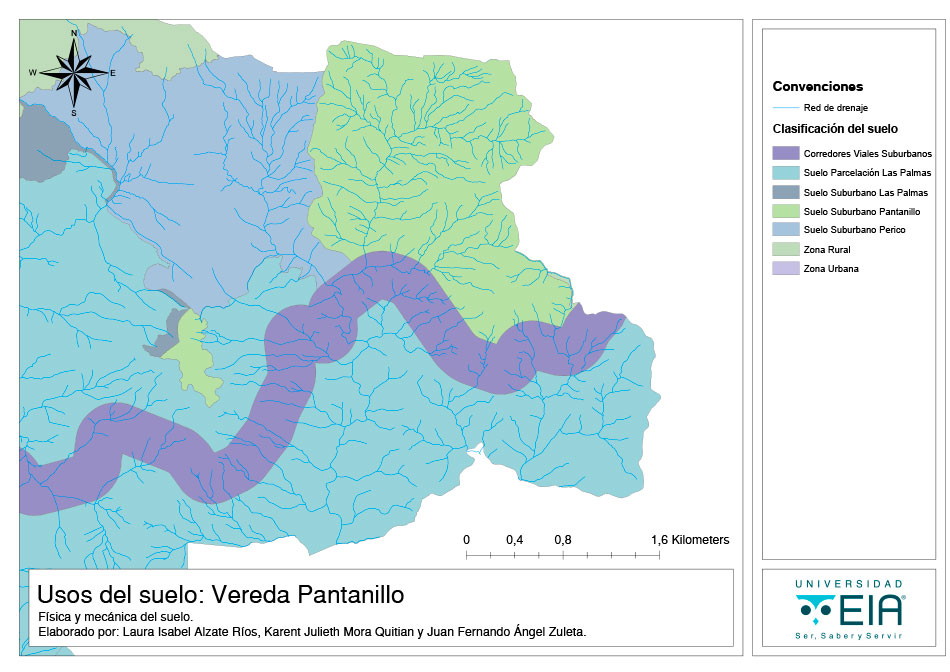 N
W
E
S
0 0,4 0,8 1,6 Kilometers
Usos del suelo: Vereda Pantanillo
Física y mecánica del suelo.
Elaborado por: Laura Isabel Alzate Ríos, Karent Julieth Mora Quitian y Juan Fernando Ángel Zuleta.
Convenciones
Red de drenaje
Clasificación del suelo
Corredores Viales Suburbanos
Suelo Parcelación Las Palmas
Suelo Suburbano Las Palmas
Suelo Suburbano Pantanillo
Suelo Suburbano Perico
Zona Rural
Zona Urbana
UNIVERSIDAD
EIA®
Ser, Saber y Servir